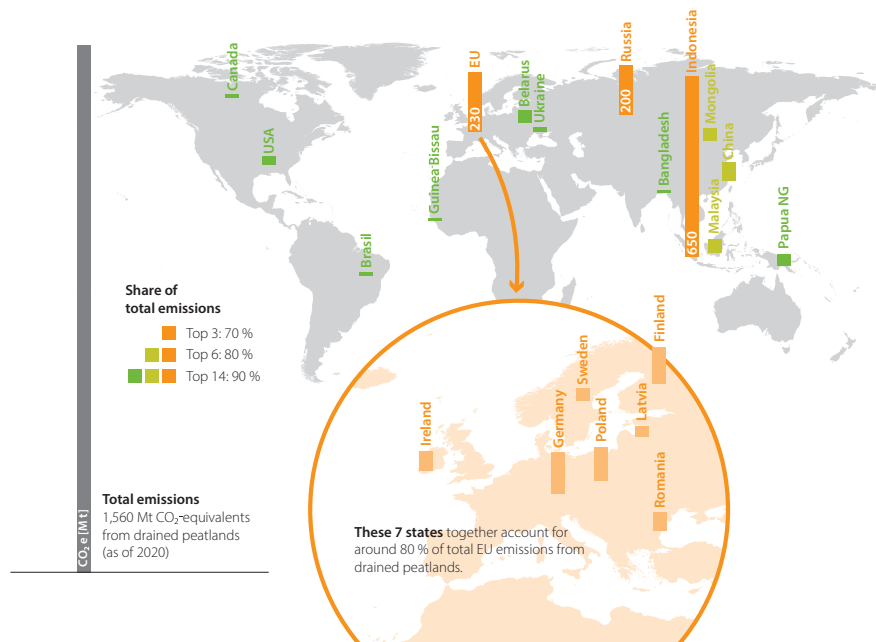 Canada
USA
Brasil
Guinea-Bissau
EU
230
Belarus
Ukraine
Russia
200
Bangladesh
Indonesia
650
Mongolia
China
Malaysia
Papua NG
Share of
total emissions
Top 3: 70 %
Top 6: 80 %
Top 14: 90 %
CO₂ e [Mt]
Total emissions
1,560 Mt CO₂-equivalents
from drained peatlands
(as of 2020)
Ireland
Sweden
Finland
Germany
Poland
Latvia
Romania
These 7 states together account for
around 80 % of total EU emissions from
drained peatlands.